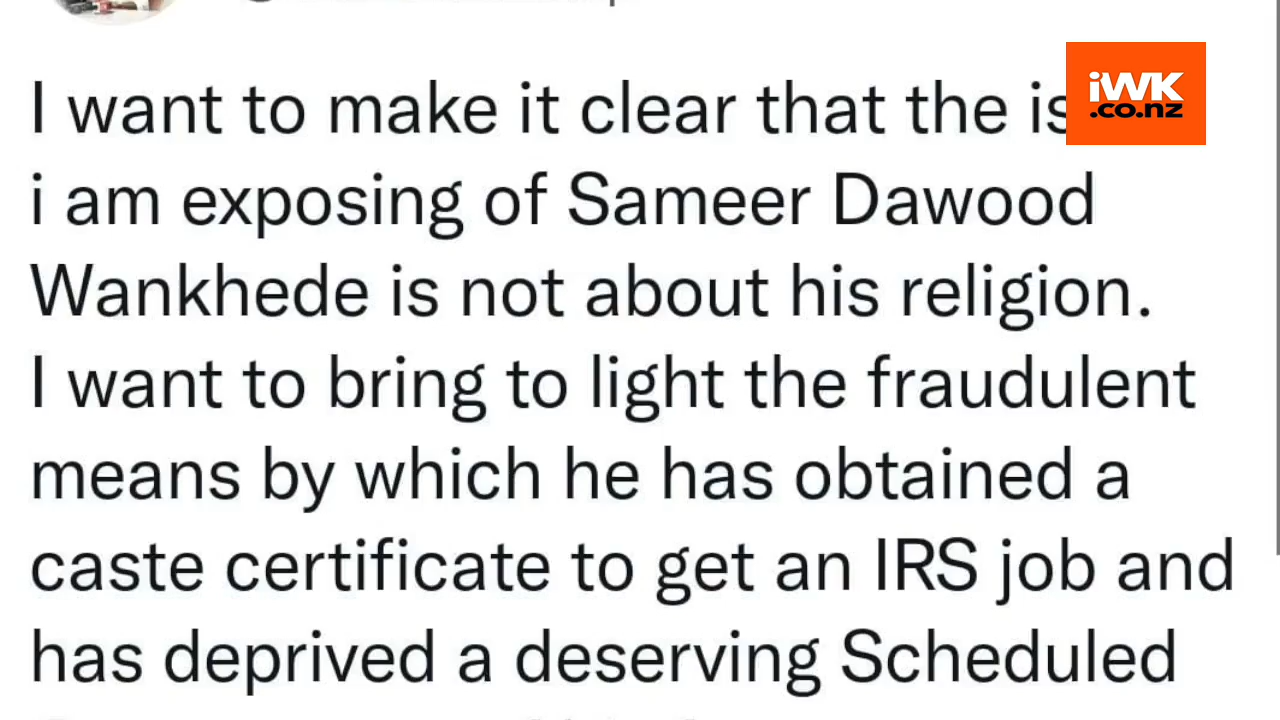 iWK
.co.nz
I want to make it clear that the
i am exposing of Sameer Dawood
Wankhede is not about his religion.
I want to bring to light the fraudulent
means by which he has obtained a
caste certificate to get an IRS job and
has deprived a deserving Scheduled